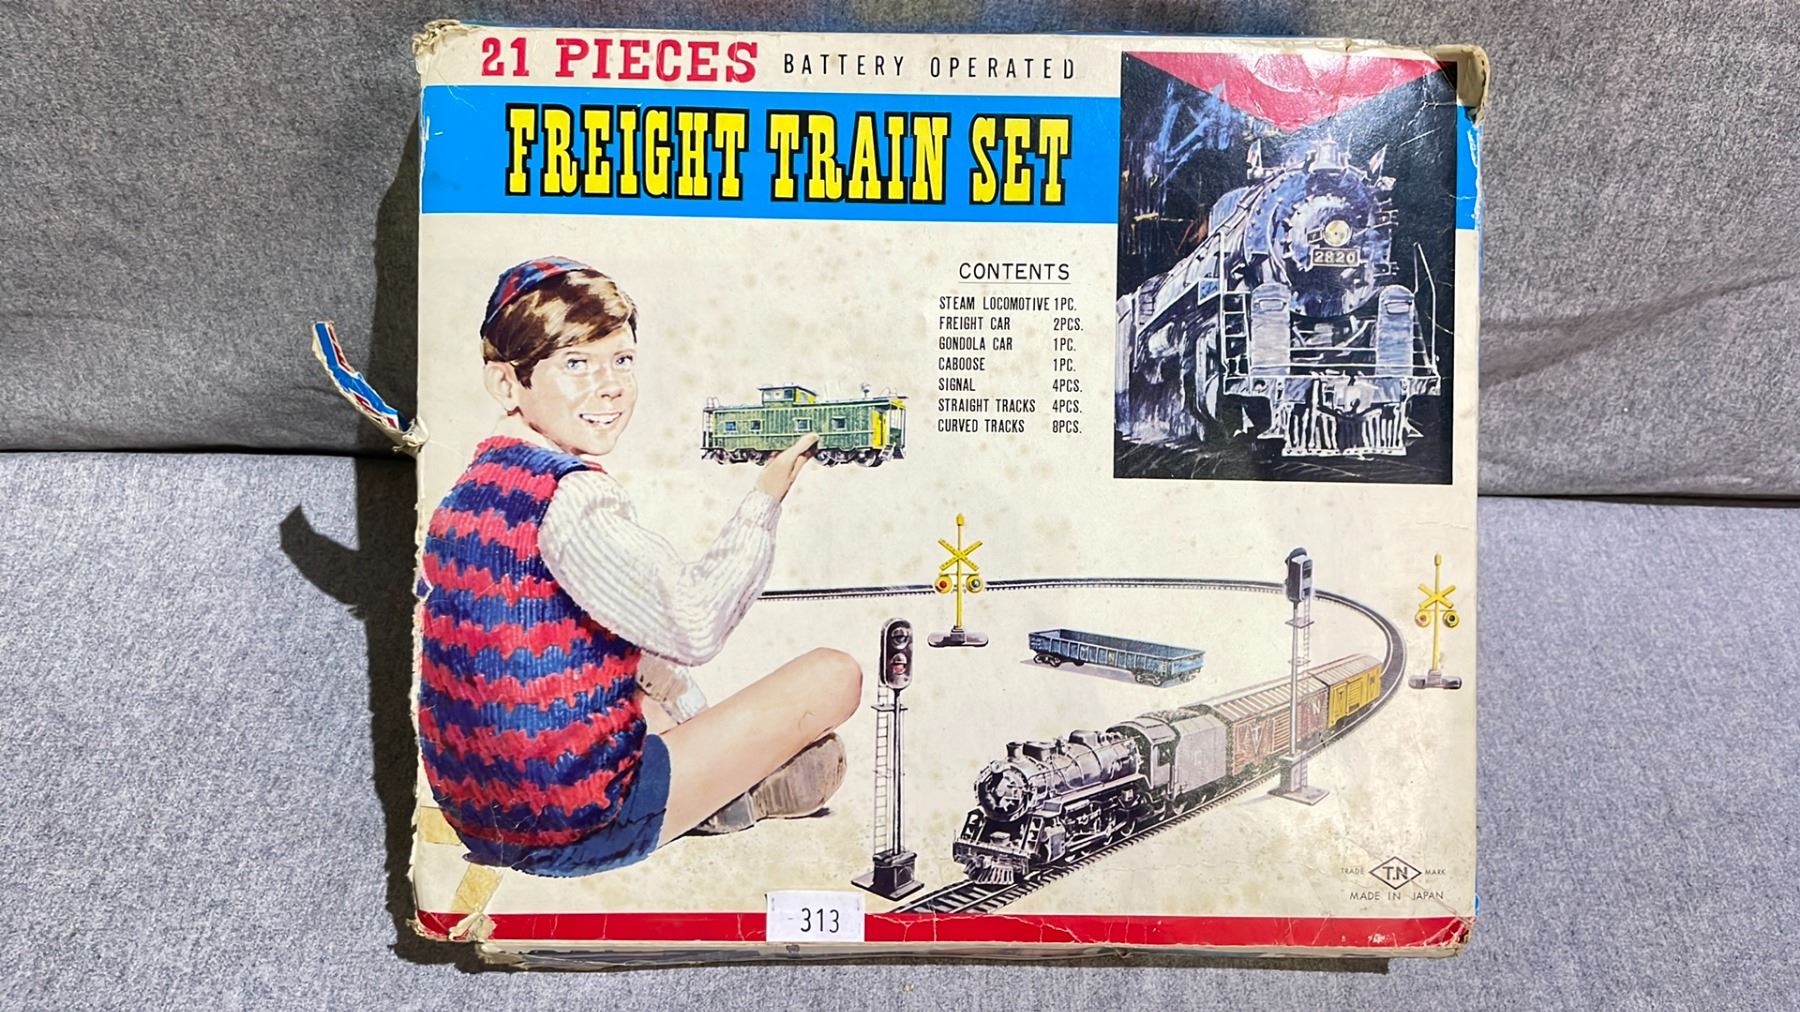 21 PIECES BATTERY OPERATED
FREIGHT TRAIN SET
2820
CONTENTS
STEAM LOCOMOTIVE 1PC.
FREIGHT CAR 2PCS.
GONDOLA CAR 1PC.
CABOOSE 1PC.
SIGNAL 4PCS.
STRAIGHT TRACKS 4PCS.
CURVED TRACKS 8PCS.
TRADE T.N MARK
MADE IN JAPAN
313